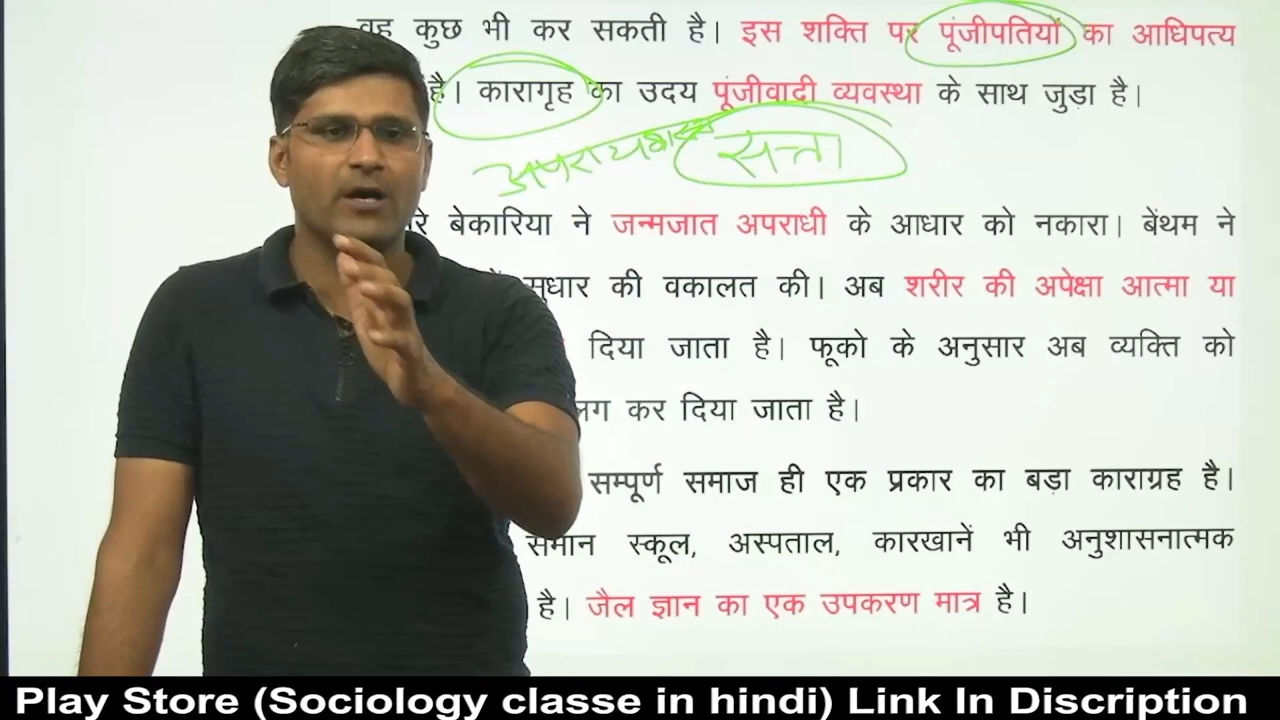 वह कुछ भी कर सकती है। इस शक्ति पर पूंजीपतियों का आधिपत्य
है। कारागृह का उदय पूंजीवादी व्यवस्था के साथ जुड़ा है।
सत्ता
बेकारिया ने जन्मजात अपराधी के आधार को नकारा। बेंथम ने
सुधार की वकालत की। अब शरीर की अपेक्षा आत्मा या
दिया जाता है। फूको के अनुसार अब व्यक्ति को
कर दिया जाता है।
सम्पूर्ण समाज ही एक प्रकार का बड़ा काराग्रह है।
समान स्कूल, अस्पताल, कारखानें भी अनुशासनात्मक
है। जैल ज्ञान का एक उपकरण मात्र है।
Play Store (Sociology classe in hindi) Link In Discription